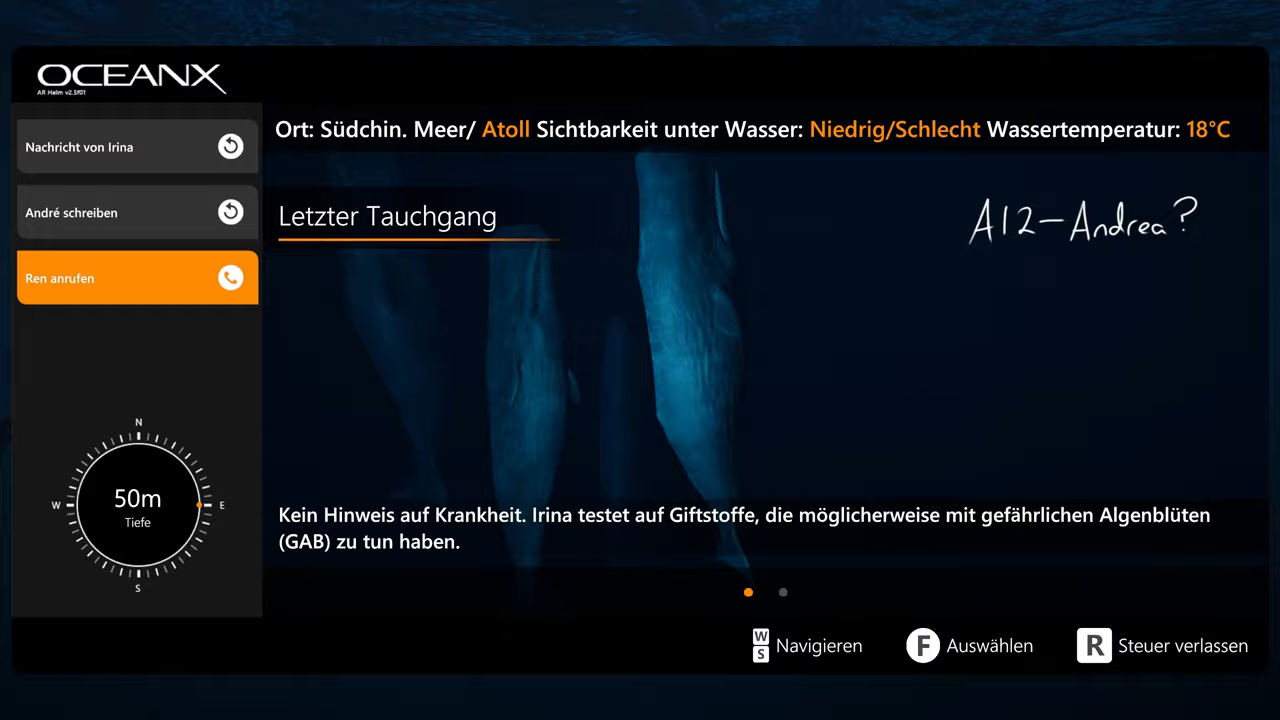 OCEANX
AR Helm v2.5f01
Ort: Südchin. Meer/ Atoll Sichtbarkeit unter Wasser: Niedrig/Schlecht Wassertemperatur: 18°C
Nachricht von Irina
André schreiben
Ren anrufen
Letzter Tauchgang
A12-Andrea?
N
W
E
S
50m
Tiefe
Kein Hinweis auf Krankheit. Irina testet auf Giftstoffe, die möglicherweise mit gefährlichen Algenblüten
(GAB) zu tun haben.
W
S
Navigieren
F Auswählen
R Steuer verlassen